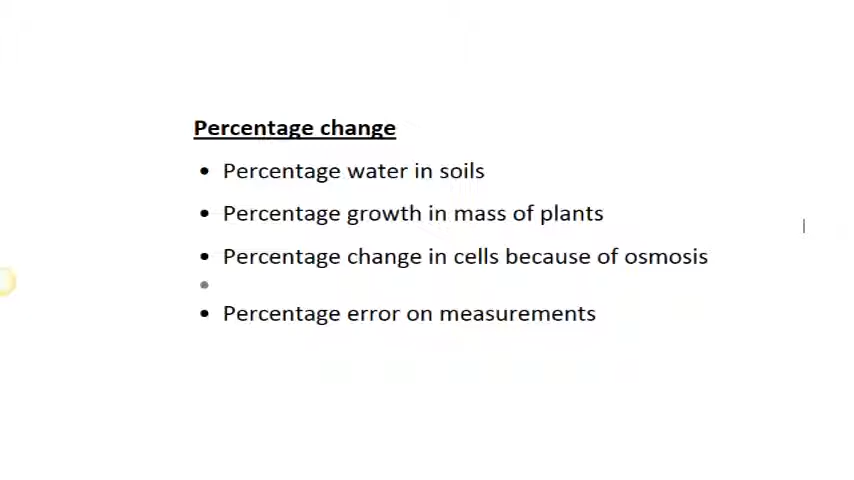 Percentage change
• Percentage water in soils
• Percentage growth in mass of plants
• Percentage change in cells because of osmosis
•
• Percentage error on measurements